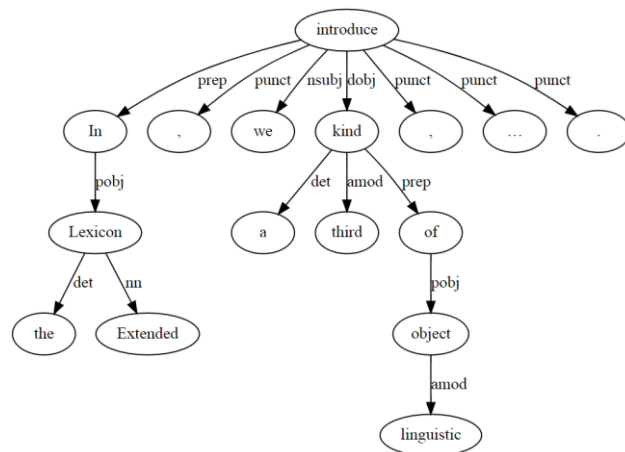 introduce
prep punct nsubj dobj punct punct punct
In , we kind , ... .
pobj det amod prep
Lexicon a third of
det nn pobj
the Extended object
amod
linguistic